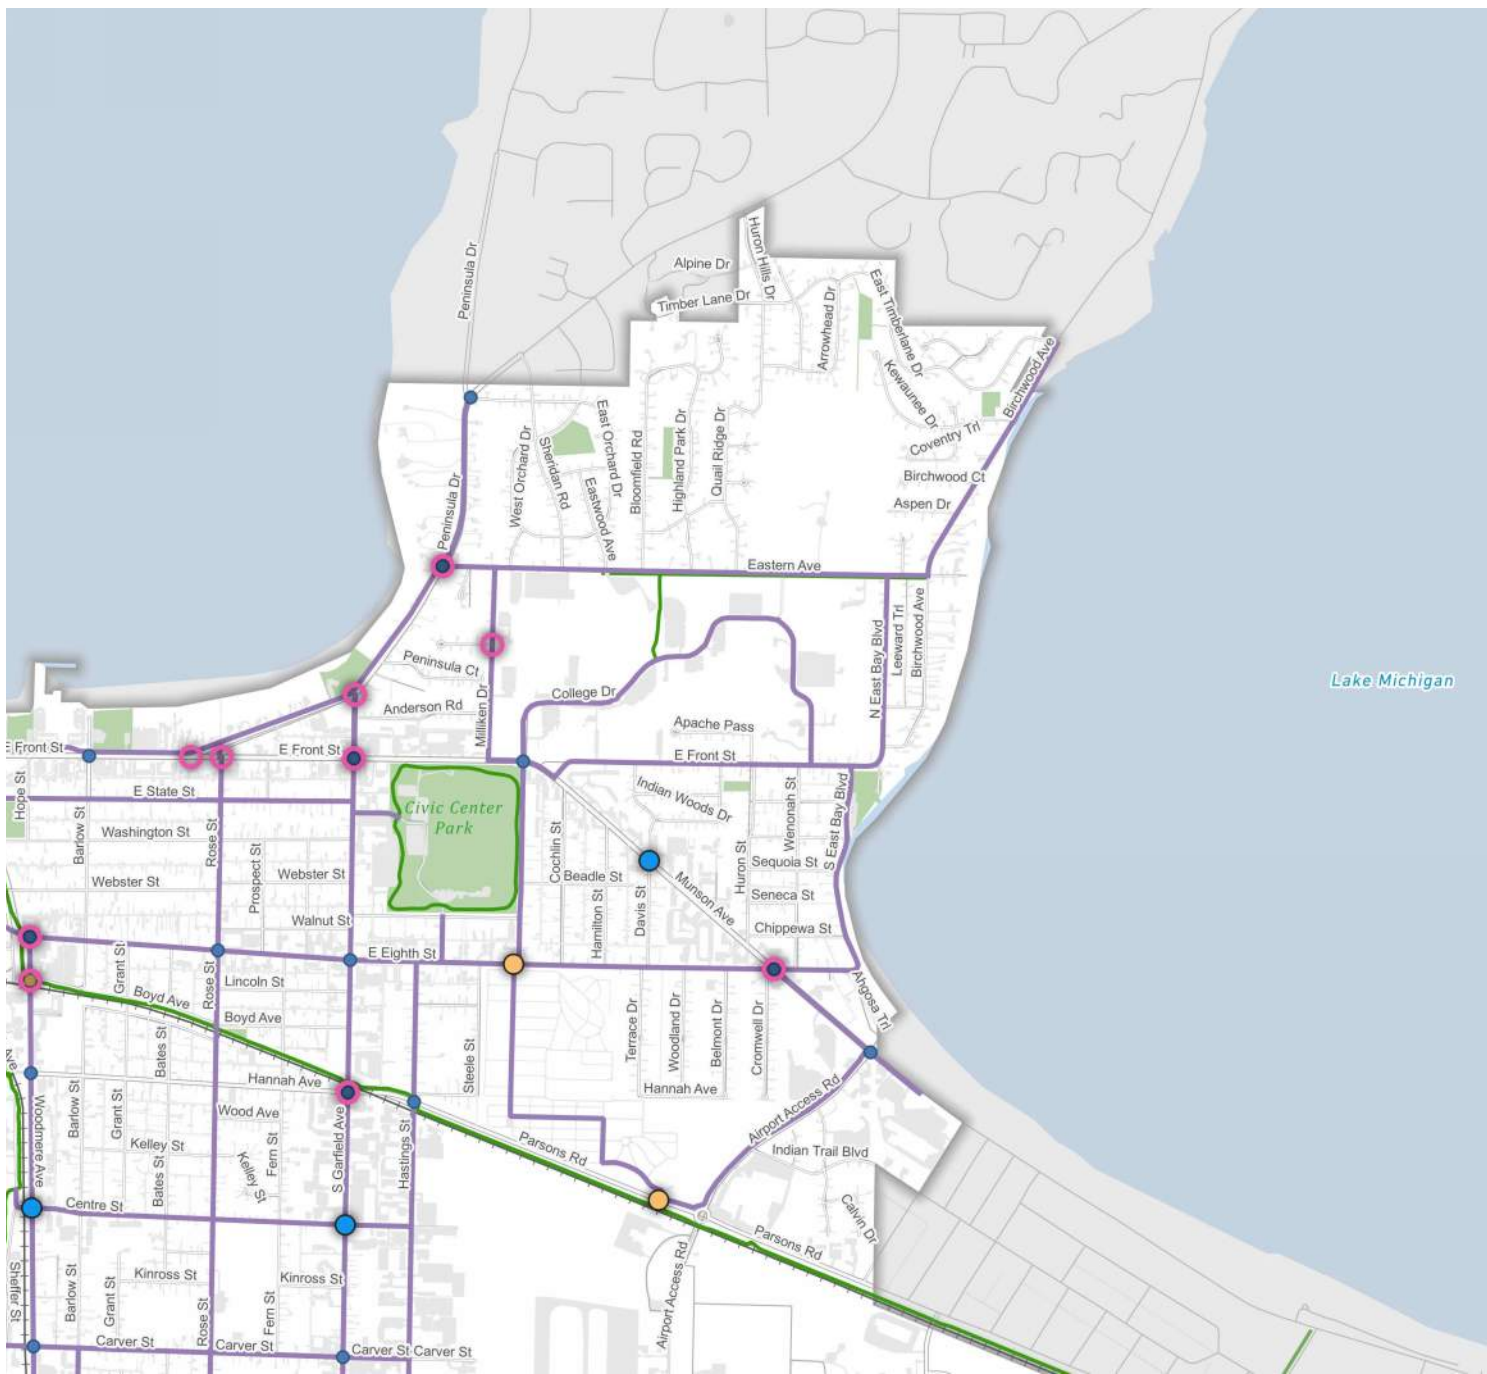 Huron Hills Dr
Peninsula Dr
Alpine Dr
Timber Lane Dr
East Timberlane Dr
Arrowhead Dr
Birchwood Ave
Kewaunee Dr
East Orchard Dr
West Orchard Dr
Sheridan Rd
Bloomfield Rd
Highland Park Dr
Quail Ridge Dr
Coventry Trl
Birchwood Ct
Peninsula Dr
Eastwood Ave
Aspen Dr
Eastern Ave
Leeward Trl
Birchwood Ave
N East Bay Blvd
Peninsula Ct
Lake Michigan
College Dr
Milliken Dr
Anderson Rd
Apache Pass
E Front St
E Front St
E Front St
Hope St
E State St
Civic Center
Park
Indian Woods Dr
Wenonah St
S East Bay Blvd
Barlow St
Washington St
Rose St
Cochlin St
Huron St
Sequoia St
Webster St
Prospect St
Webster St
Beadle St
Munson Ave
Seneca St
Walnut St
Hamilton St
Davis St
Chippewa St
E Eighth St
Grant St
Rose St
Lincoln St
Boyd Ave
Ahgosa Trl
Boyd Ave
Terrace Dr
Woodland Dr
Belmont Dr
Cromwell Dr
Bates St
Steele St
Hannah Ave
Hannah Ave
Ave
Woodmere Ave
Barlow St
Grant St
Wood Ave
Airport Access Rd
Kelley St
Fern St
S Garfield Ave
Hastings St
Parsons Rd
Indian Trail Blvd
Bates St
Kelley St
Centre St
Calvin Dr
Parsons Rd
Sheffer St
Barlow St
Grant St
Kinross St
Rose St
Fern St
Kinross St
Airport Access Rd
Carver St
Carver St
Carver St
Carver St